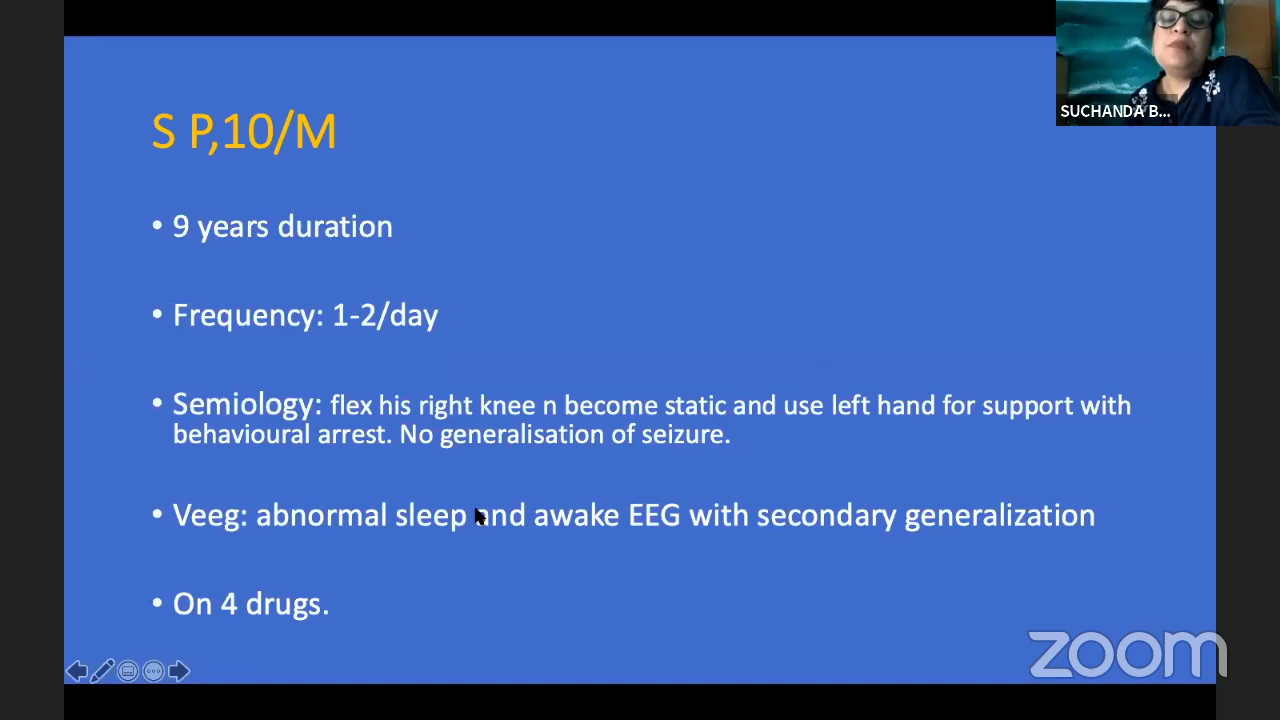 SUCHANDA B...
S P,10/M
• 9 years duration
• Frequency: 1-2/day
• Semiology: flex his right knee n become static and use left hand for support with
behavioural arrest. No generalisation of seizure.
• Veeg: abnormal sleep and awake EEG with secondary generalization
• On 4 drugs.
zoom